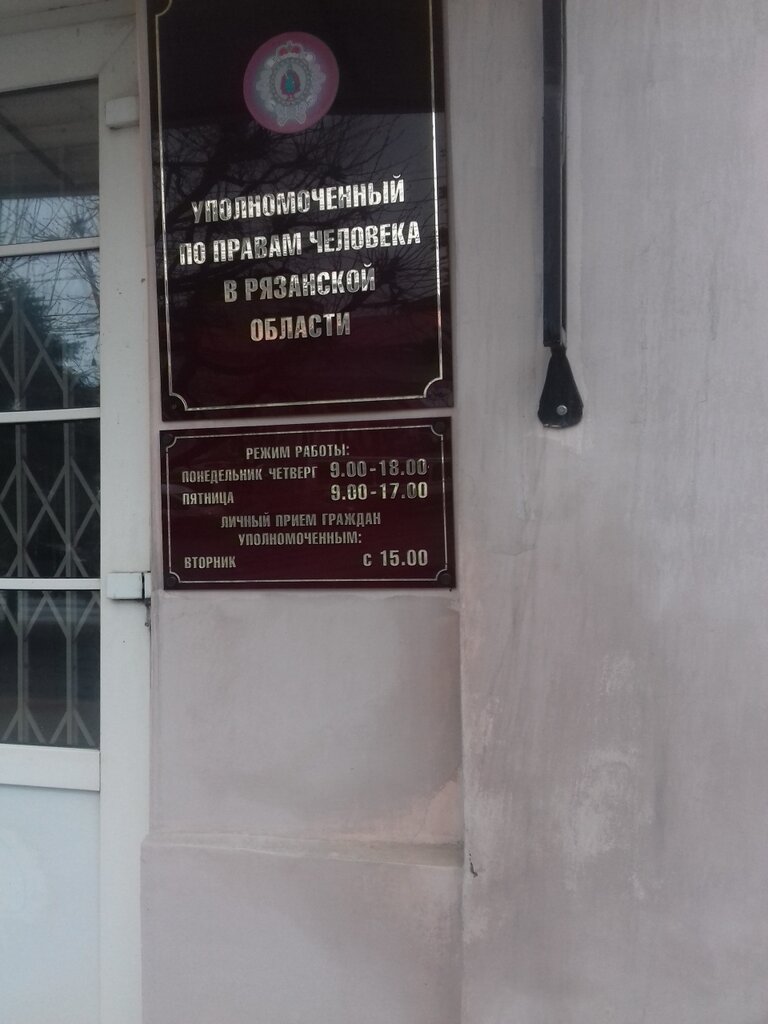 УПОЛНОМОЧЕННЫЙ
ПО ПРАВАМ ЧЕЛОВЕКА
В РЯЗАНСКОЙ
ОБЛАСТИ
РЕЖИМ РАБОТЫ:
ПОНЕДЕЛЬНИК ЧЕТВЕРГ 9.00-18.00
ПЯТНИЦА 9.00-17.00
ЛИЧНЫЙ ПРИЕМ ГРАЖДАН
УПОЛНОМОЧЕННЫМ:
ВТОРНИК С 15.00